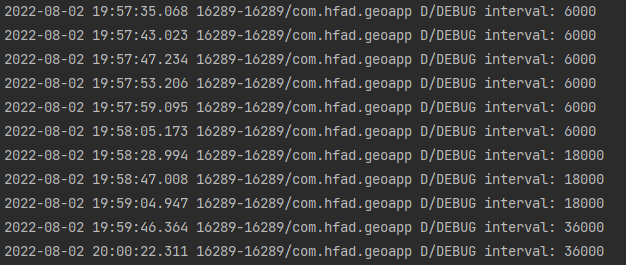 2022-08-02 19:57:35.068 16289-16289/com.hfad.geoapp D/DEBUG interval: 6000
2022-08-02 19:57:43.023 16289-16289/com.hfad.geoapp D/DEBUG interval: 6000
2022-08-02 19:57:47.234 16289-16289/com.hfad.geoapp D/DEBUG interval: 6000
2022-08-02 19:57:53.206 16289-16289/com.hfad.geoapp D/DEBUG interval: 6000
2022-08-02 19:57:59.095 16289-16289/com.hfad.geoapp D/DEBUG interval: 6000
2022-08-02 19:58:05.173 16289-16289/com.hfad.geoapp D/DEBUG interval: 6000
2022-08-02 19:58:28.994 16289-16289/com.hfad.geoapp D/DEBUG interval: 18000
2022-08-02 19:58:47.008 16289-16289/com.hfad.geoapp D/DEBUG interval: 18000
2022-08-02 19:59:04.947 16289-16289/com.hfad.geoapp D/DEBUG interval: 18000
2022-08-02 19:59:46.364 16289-16289/com.hfad.geoapp D/DEBUG interval: 36000
2022-08-02 20:00:22.311 16289-16289/com.hfad.geoapp D/DEBUG interval: 36000